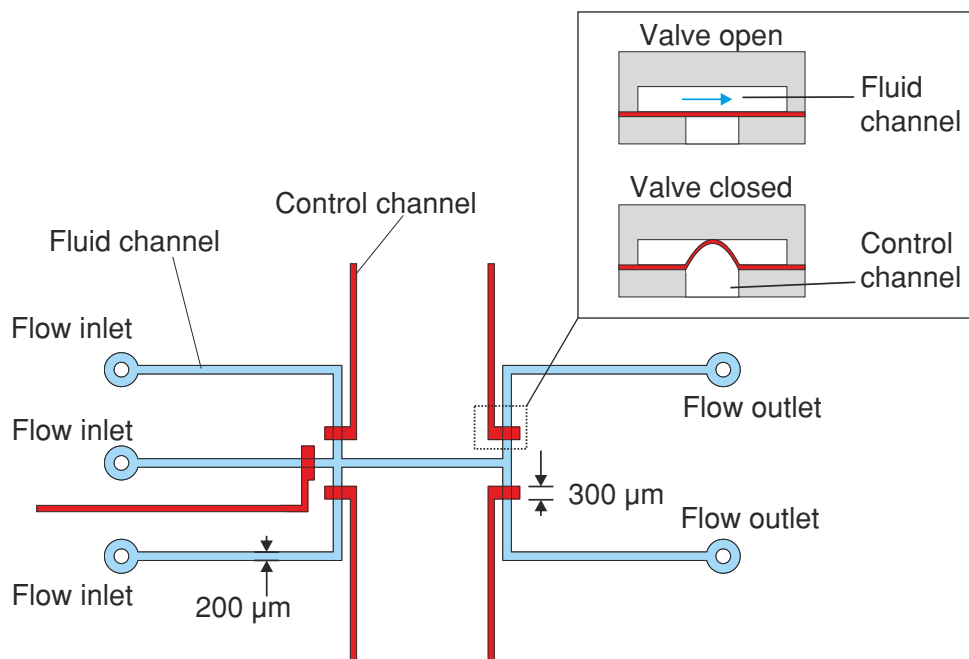 Valve open
Fluid
channel
Valve closed
Control
channel
Control channel
Fluid channel
Flow inlet
Flow outlet
Flow inlet
300 µm
Flow outlet
Flow inlet
200 µm